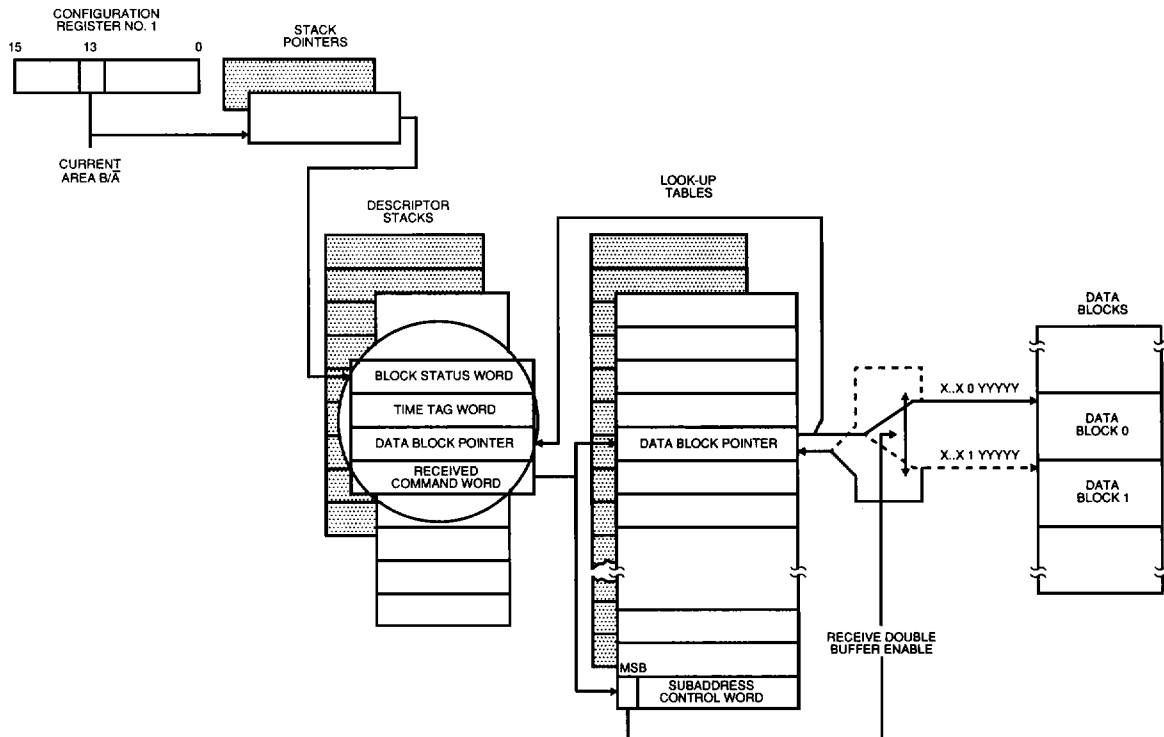 CONFIGURATION
REGISTER NO. 1
15 13 0
STACK
POINTERS
CURRENT
AREA B/A̅
DESCRIPTOR
STACKS
LOOK-UP
TABLES
DATA
BLOCKS
BLOCK STATUS WORD
TIME TAG WORD
DATA BLOCK POINTER
RECEIVED
COMMAND WORD
DATA BLOCK POINTER
X..X 0 YYYYY
X..X 1 YYYYY
DATA
BLOCK 0
DATA
BLOCK 1
RECEIVE DOUBLE
BUFFER ENABLE
MSB
SUBADDRESS
CONTROL WORD